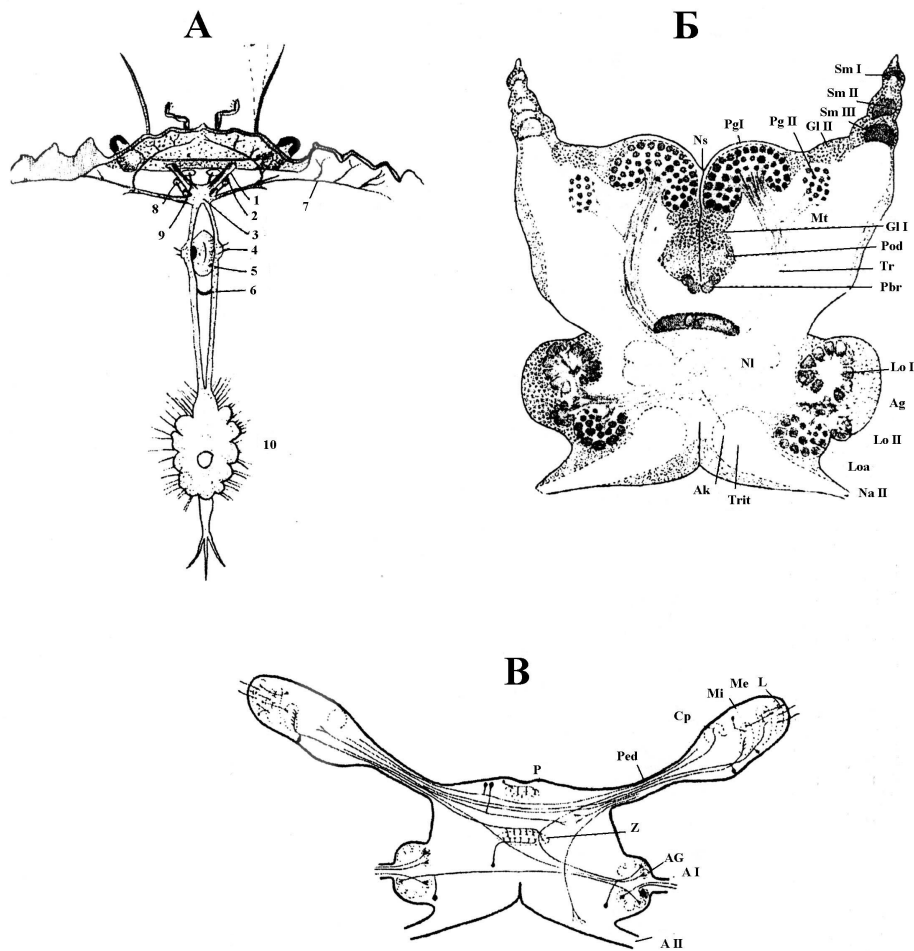 А
Б
1
2
3
4
5
6
7
8
9
10
Sm I
Sm II
Sm III
Ns
PgI
Pg II
Gl II
Mt
Gl I
Pod
Tr
Pbr
Nl
Lo I
Ag
Lo II
Loa
Ak
Trit
Na II
В
Mi
Me
L
Cp
P
Ped
Z
AG
A I
A II